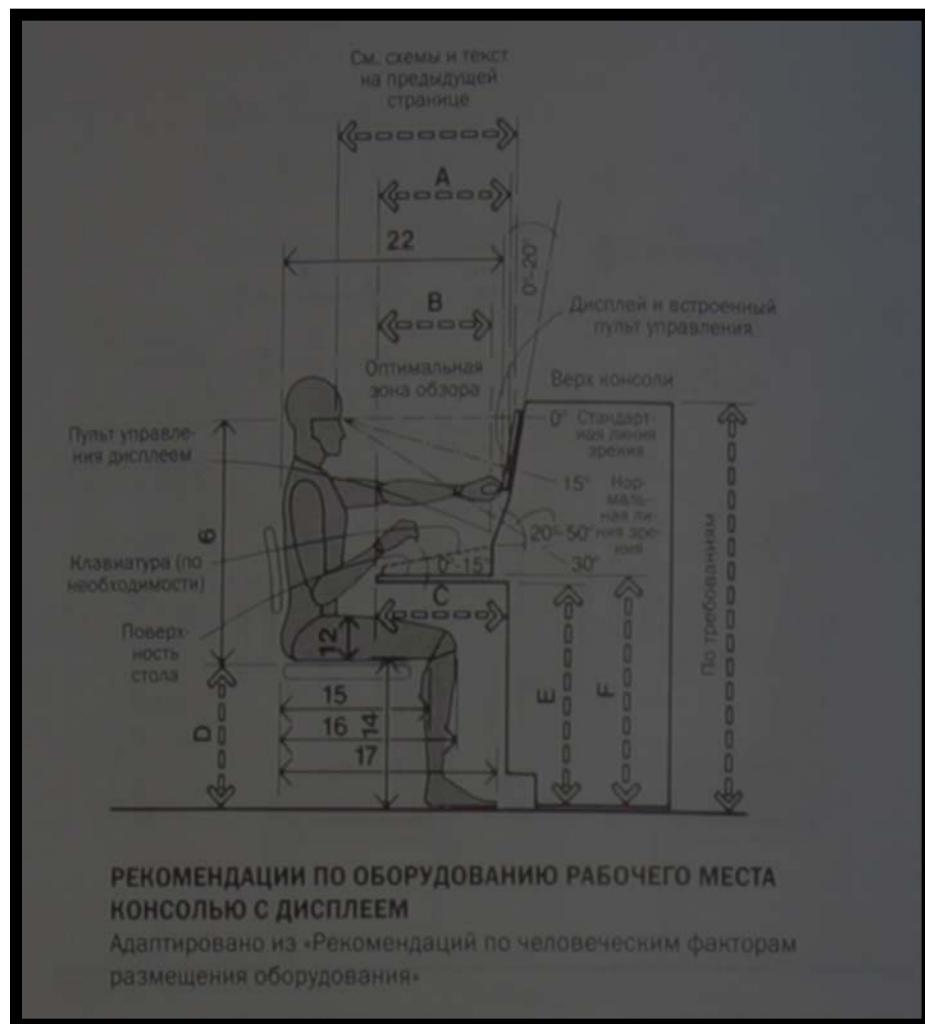 См. схемы и текст
на предыдущей
странице
A
22
0°-20°
B
Дисплей и встроенный
пульт управления
Оптимальная
зона обзора
Верх консоли
0° Стандарт-
ная линия
зрения
Пульт управле-
ния дисплеем
15° Нор-
маль-
ная ли-
ния зре-
ния
20°-50°
30°
6
Клавиатура (по
необходимости)
0°-15°
C
По требованиям
Поверх-
ность
стола
12
E
F
D
15
16
14
17
РЕКОМЕНДАЦИИ ПО ОБОРУДОВАНИЮ РАБОЧЕГО МЕСТА
КОНСОЛЬЮ С ДИСПЛЕЕМ
Адаптировано из «Рекомендаций по человеческим факторам
размещения оборудования»